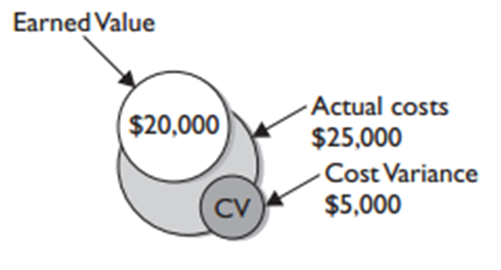 Earned Value
$20,000
Actual costs
$25,000
Cost Variance
$5,000
CV